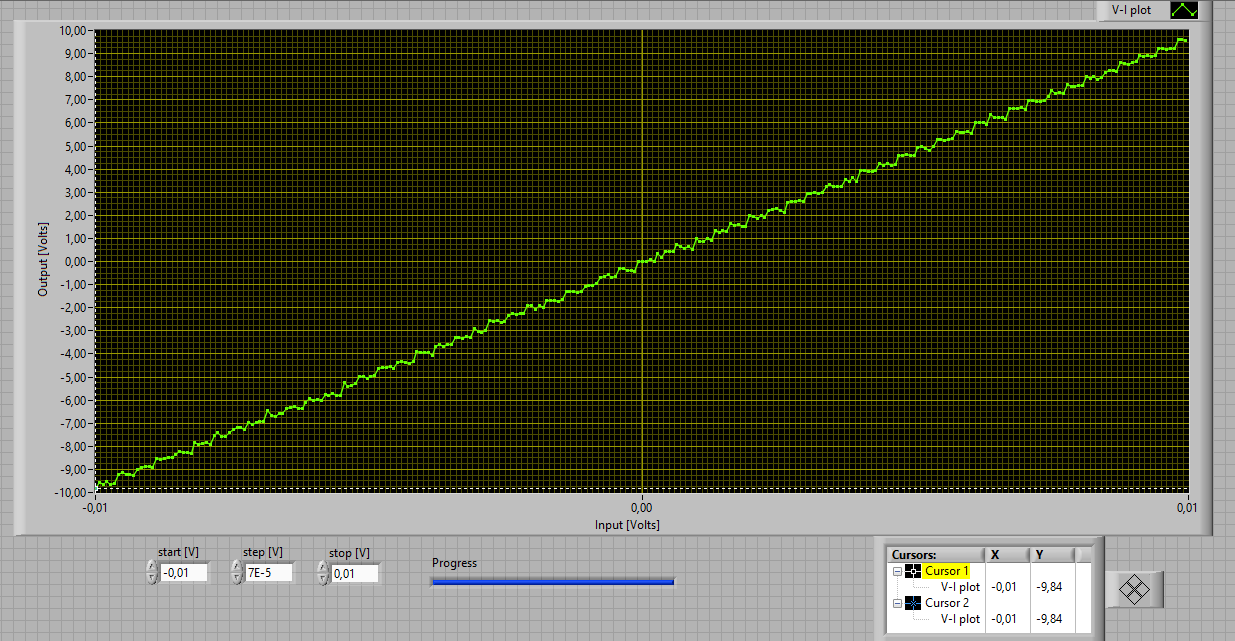 V-I plot
10,00
9,00
8,00
7,00
6,00
5,00
4,00
3,00
2,00
1,00
0,00
-1,00
-2,00
-3,00
-4,00
-5,00
-6,00
-7,00
-8,00
-9,00
-10,00
Output [Volts]
-0,01 0,00 0,01
Input [Volts]
start [V] step [V] stop [V]
-0,01 7E-5 0,01
Progress
Cursors: X Y
Cursor 1
V-I plot -0,01 -9,84
Cursor 2
V-I plot -0,01 -9,84